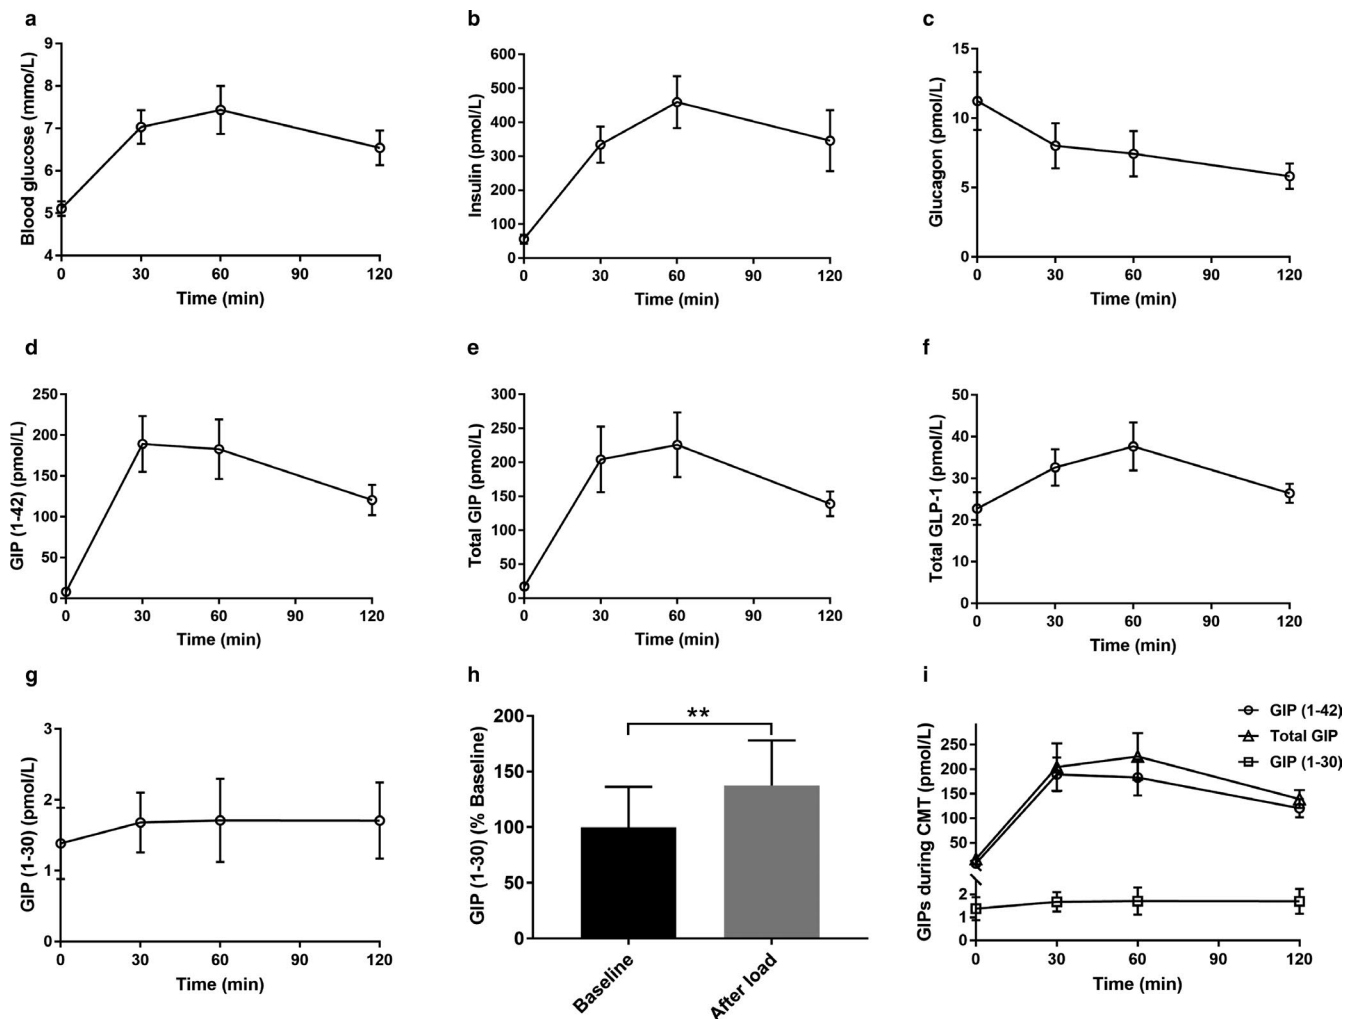 a
Blood glucose (mmo/L)
9
8
7
6
5
4
0 30 60 90 120
Time (min)
b
Insulin (pmol/L)
600
500
400
300
200
100
0
0 30 60 90 120
Time (min)
c
Glucagon (pmol/L)
15
10
5
0
0 30 60 90 120
Time (min)
d
GIP (1-42) (pmol/L)
250
200
150
100
50
0
0 30 60 90 120
Time (min)
e
Total GIP (pmol/L)
300
250
200
150
100
50
0
0 30 60 90 120
Time (min)
f
Total GLP-1 (pmol/L)
50
40
30
20
10
0
0 30 60 90 120
Time (min)
g
GIP (1-30) (pmol/L)
3
2
1
0
0 30 60 90 120
Time (min)
h
GIP (1-30) (% Baseline)
200
150
100
50
0
**
Baseline
After load
i
GIP (1-42)
Total GIP
GIP (1-30)
GIPs during CMT (pmol/L)
250
200
150
100
50
2
1
0
0 30 60 90 120
Time (min)